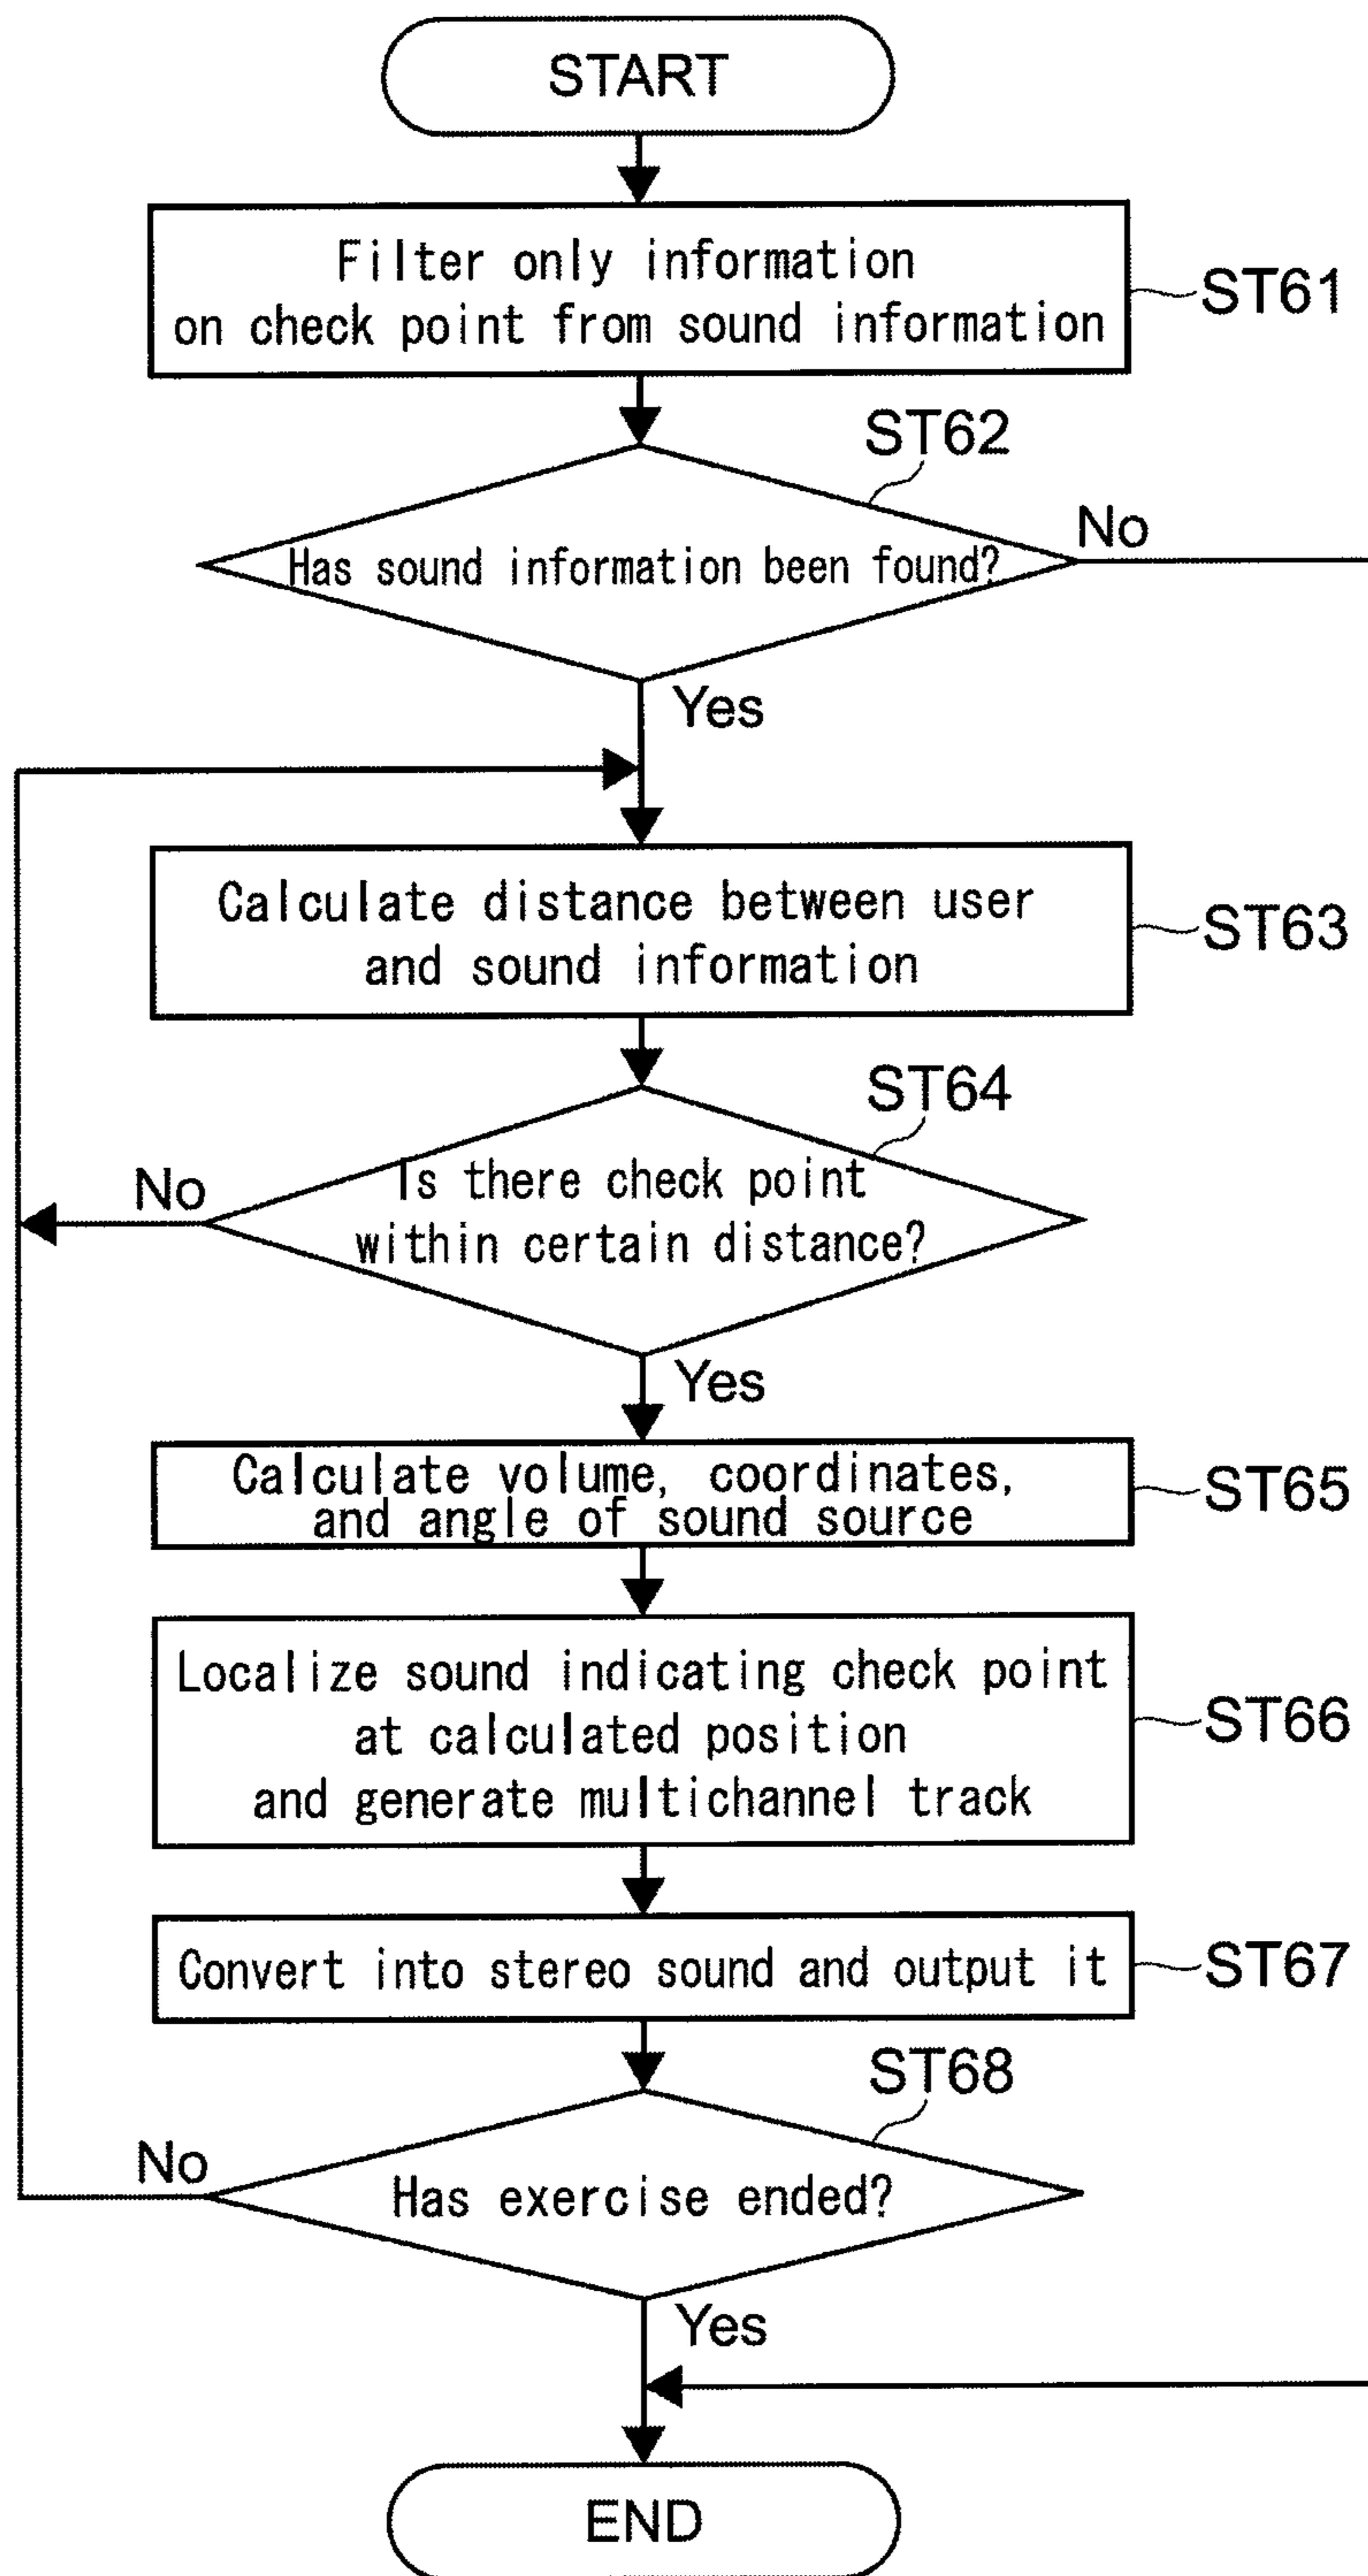 START
Filter only information
on check point from sound information
ST61
ST62
Has sound information been found?
No
Yes
Calculate distance between user
and sound information
ST63
ST64
Is there check point
within certain distance?
No
Yes
Calculate volume, coordinates,
and angle of sound source
ST65
Localize sound indicating check point
at calculated position
and generate multichannel track
ST66
Convert into stereo sound and output it
ST67
ST68
Has exercise ended?
No
Yes
END